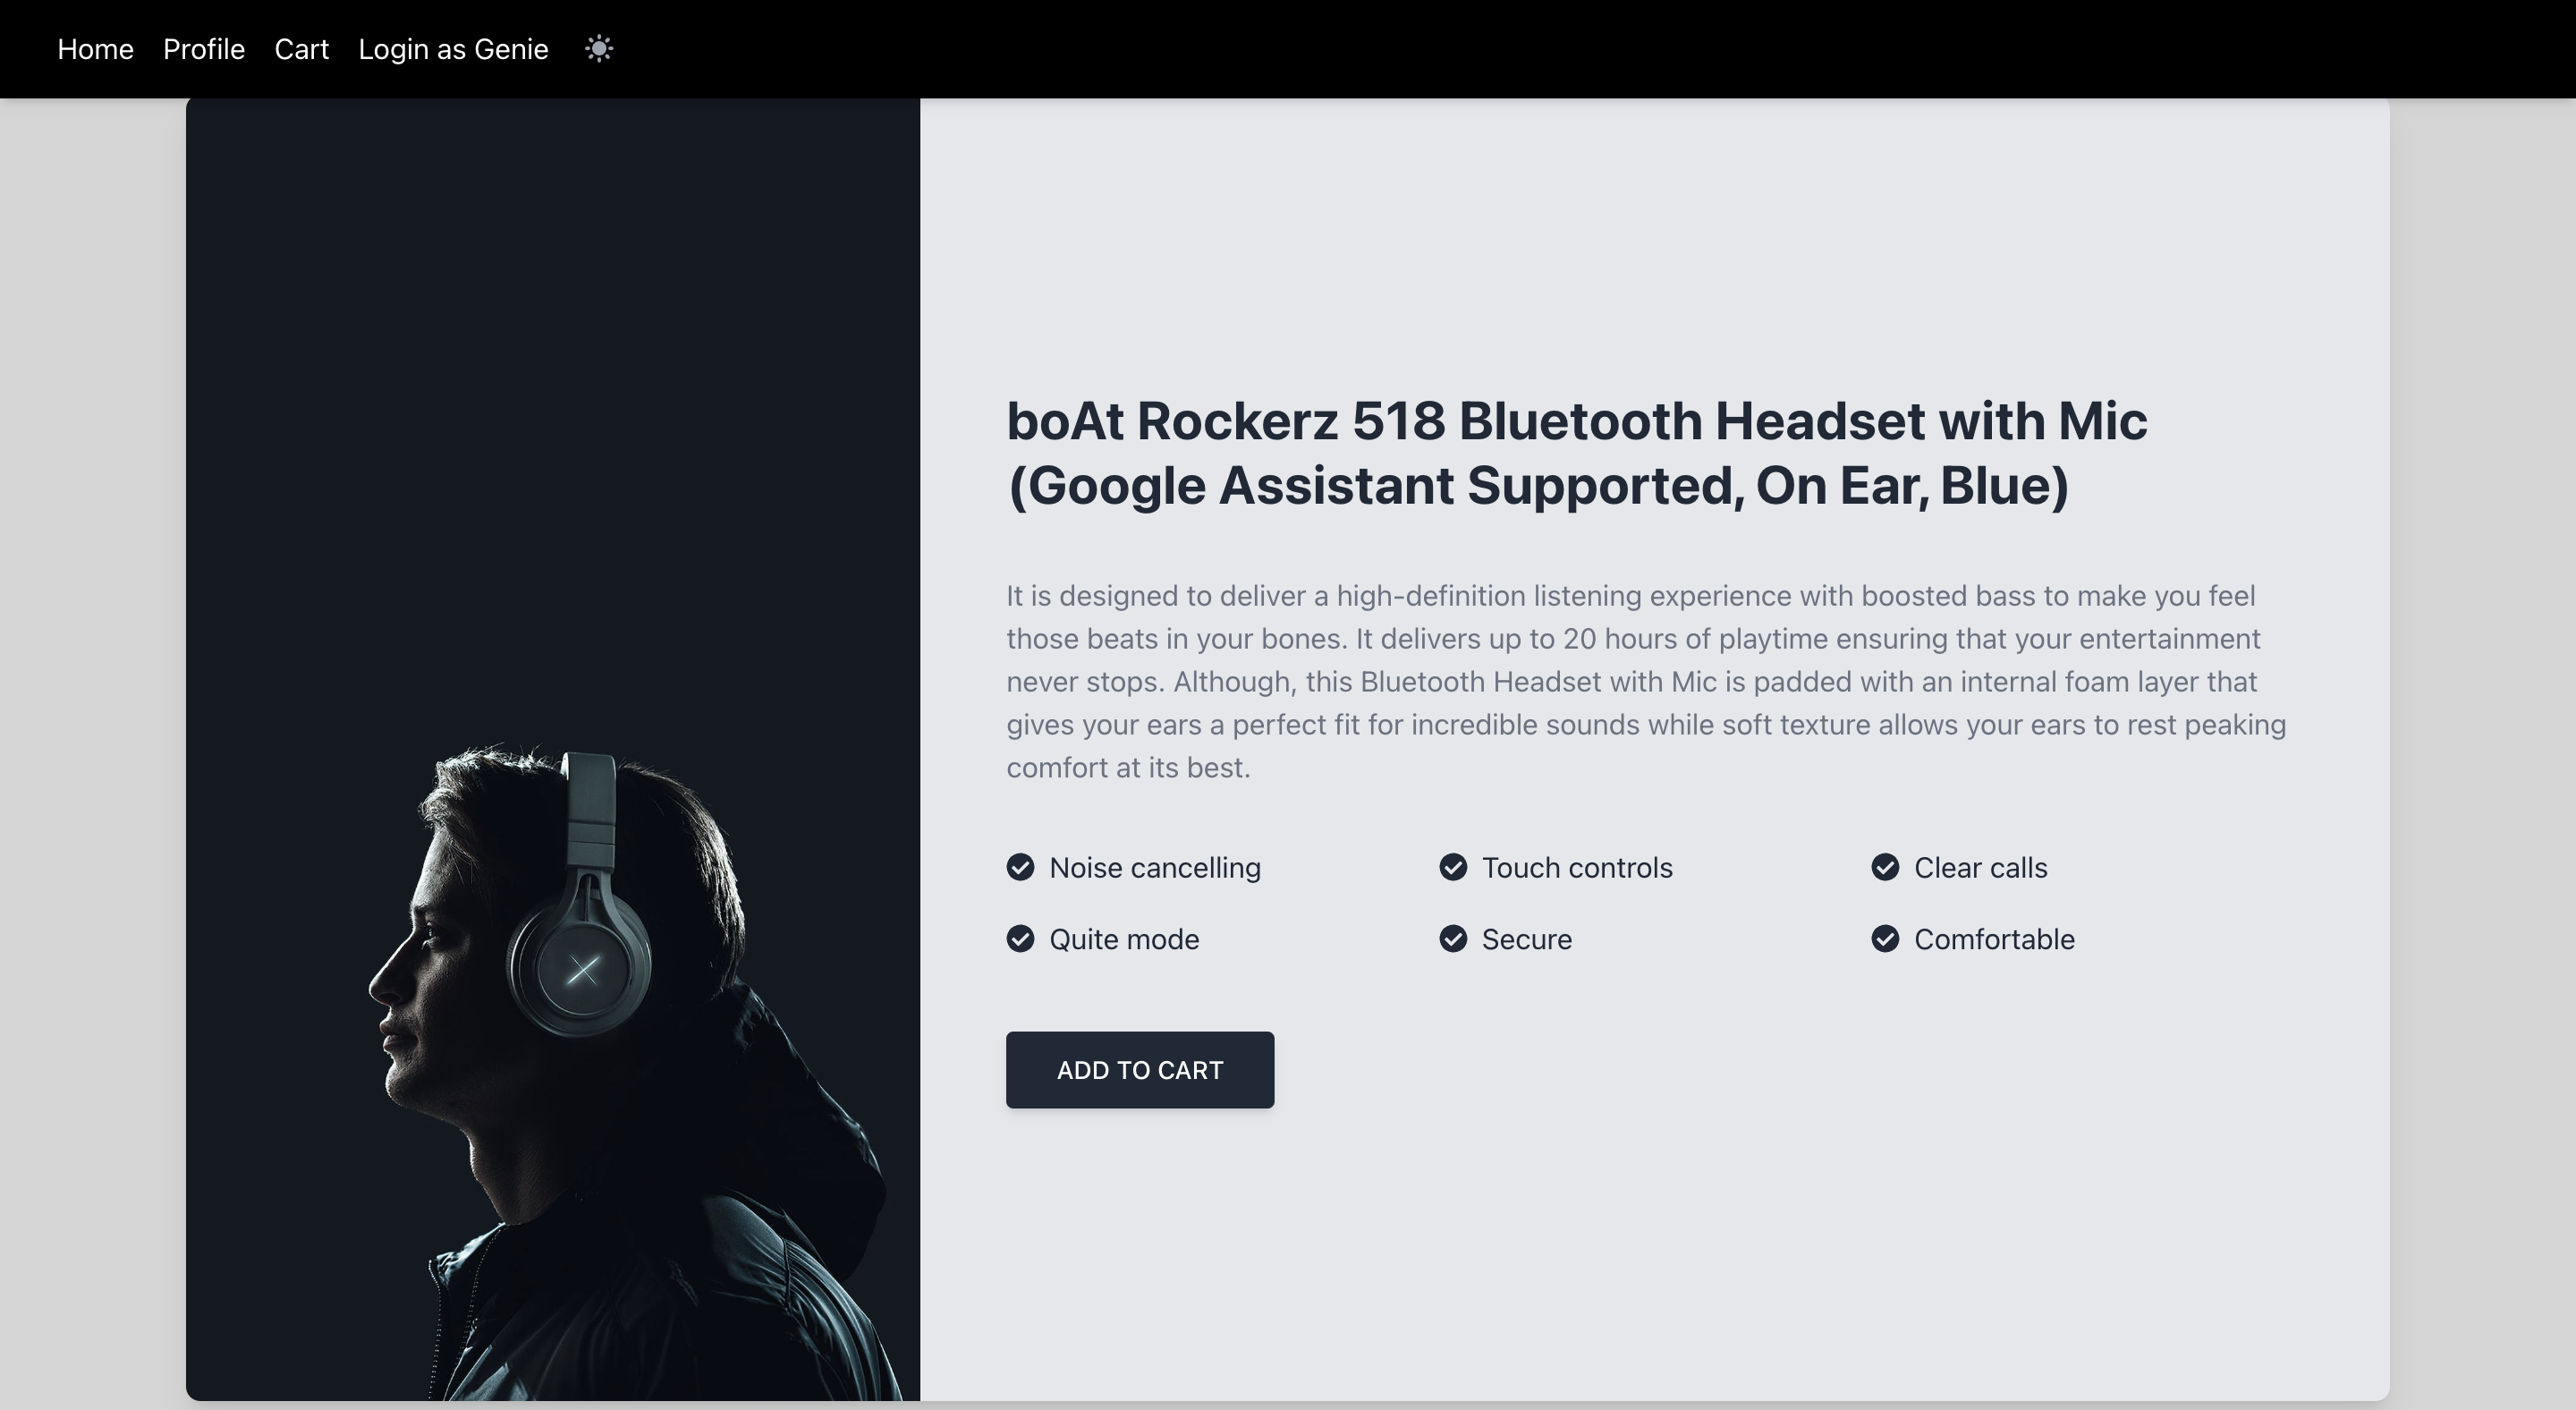 Home Profile Cart Login as Genie
boAt Rockerz 518 Bluetooth Headset with Mic
(Google Assistant Supported, On Ear, Blue)
It is designed to deliver a high-definition listening experience with boosted bass to make you feel
those beats in your bones. It delivers up to 20 hours of playtime ensuring that your entertainment
never stops. Although, this Bluetooth Headset with Mic is padded with an internal foam layer that
gives your ears a perfect fit for incredible sounds while soft texture allows your ears to rest peaking
comfort at its best.
Noise cancelling Touch controls Clear calls
Quite mode Secure Comfortable
ADD TO CART